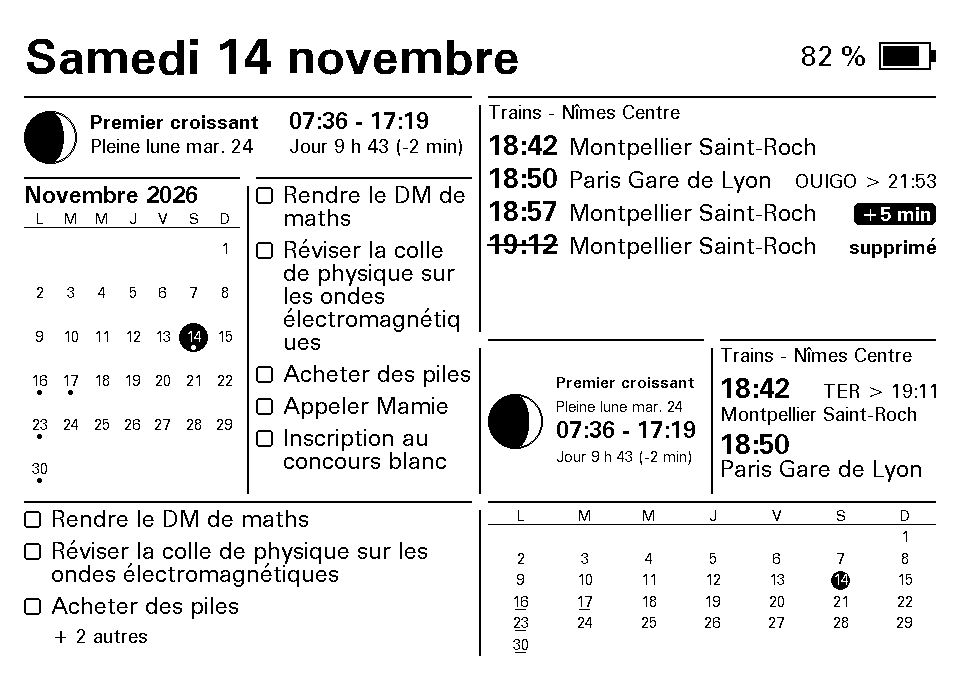 Samedi 14 novembre
82 %
Premier croissant
Pleine lune mar. 24
07:36 - 17:19
Jour 9 h 43 (-2 min)
Novembre 2026
L M M J V S D
1
2 3 4 5 6 7 8
9 10 11 12 13 14 15
16 17 18 19 20 21 22
23 24 25 26 27 28 29
30
Rendre le DM de
maths
Réviser la colle
de physique sur
les ondes
électromagnétiq
ues
Acheter des piles
Appeler Mamie
Inscription au
concours blanc
Trains - Nîmes Centre
18:42 Montpellier Saint-Roch
18:50 Paris Gare de Lyon OUIGO > 21:53
18:57 Montpellier Saint-Roch +5 min
19:12 Montpellier Saint-Roch supprimé
Premier croissant
Pleine lune mar. 24
07:36 - 17:19
Jour 9 h 43 (-2 min)
Trains - Nîmes Centre
18:42 TER > 19:11
Montpellier Saint-Roch
18:50
Paris Gare de Lyon
Rendre le DM de maths
Réviser la colle de physique sur les
ondes électromagnétiques
Acheter des piles
+ 2 autres
L M M J V S D
1
2 3 4 5 6 7 8
9 10 11 12 13 14 15
16 17 18 19 20 21 22
23 24 25 26 27 28 29
30